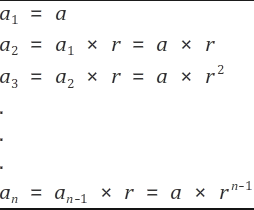 a₁ = a
a₂ = a₁ × r = a × r
a₃ = a₂ × r = a × r²
.
.
.
aₙ = aₙ₋₁ × r = a × rⁿ⁻¹